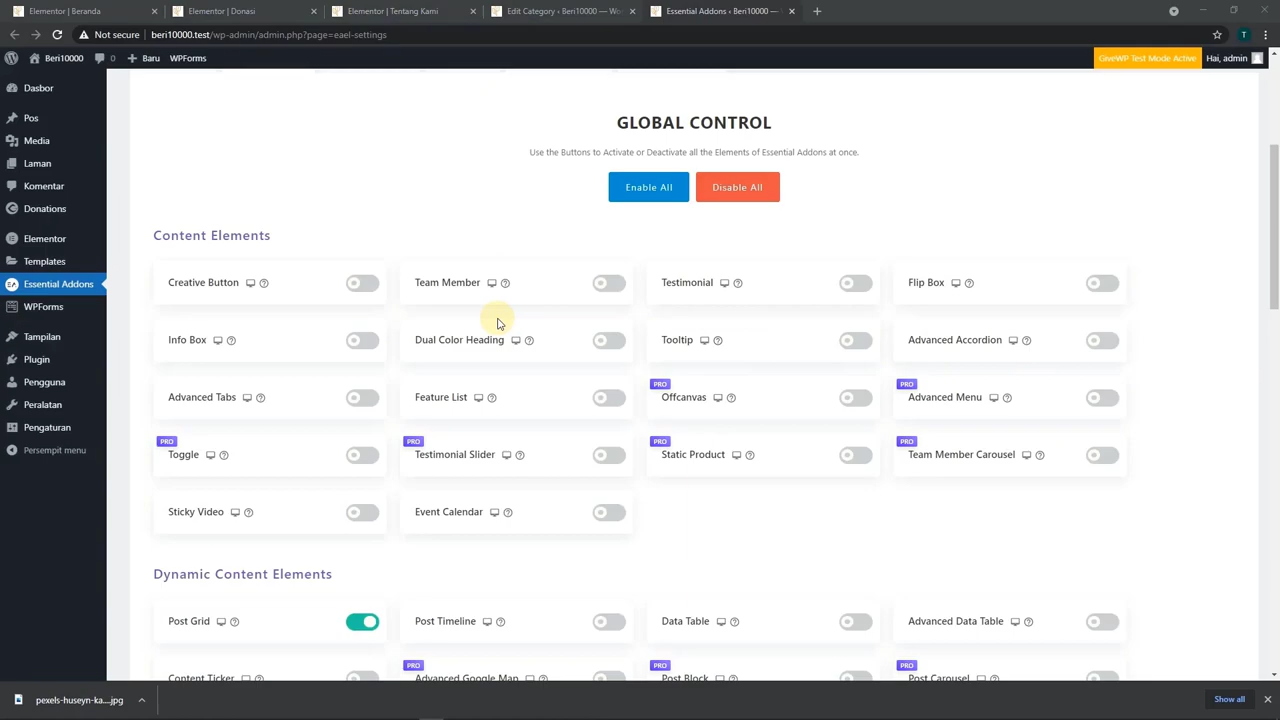 Elementor | Beranda
Elementor | Donasi
Elementor | Tentang Kami
Edit Category ‹ Beri10000 — Wo
Essential Addons ‹ Beri10000 —
Not secure
beri10000.test/wp-admin/admin.php?page=eael-settings
T
Beri10000
0
Baru
WPForms
GiveWP Test Mode Active
Hai, admin
Dasbor
Pos
Media
Laman
Komentar
Donations
Elementor
Templates
Essential Addons
WPForms
Tampilan
Plugin
Pengguna
Peralatan
Pengaturan
Persempit menu
GLOBAL CONTROL
Use the Buttons to Activate or Deactivate all the Elements of Essential Addons at once.
Enable All
Disable All
Content Elements
Creative Button
Team Member
Testimonial
Flip Box
Info Box
Dual Color Heading
Tooltip
Advanced Accordion
Advanced Tabs
Feature List
PRO
Offcanvas
PRO
Advanced Menu
PRO
Toggle
PRO
Testimonial Slider
PRO
Static Product
PRO
Team Member Carousel
Sticky Video
Event Calendar
Dynamic Content Elements
Post Grid
Post Timeline
Data Table
Advanced Data Table
Content Ticker
PRO
Advanced Google Map
PRO
Post Block
PRO
Post Carousel
pexels-huseyn-ka....jpg
Show all